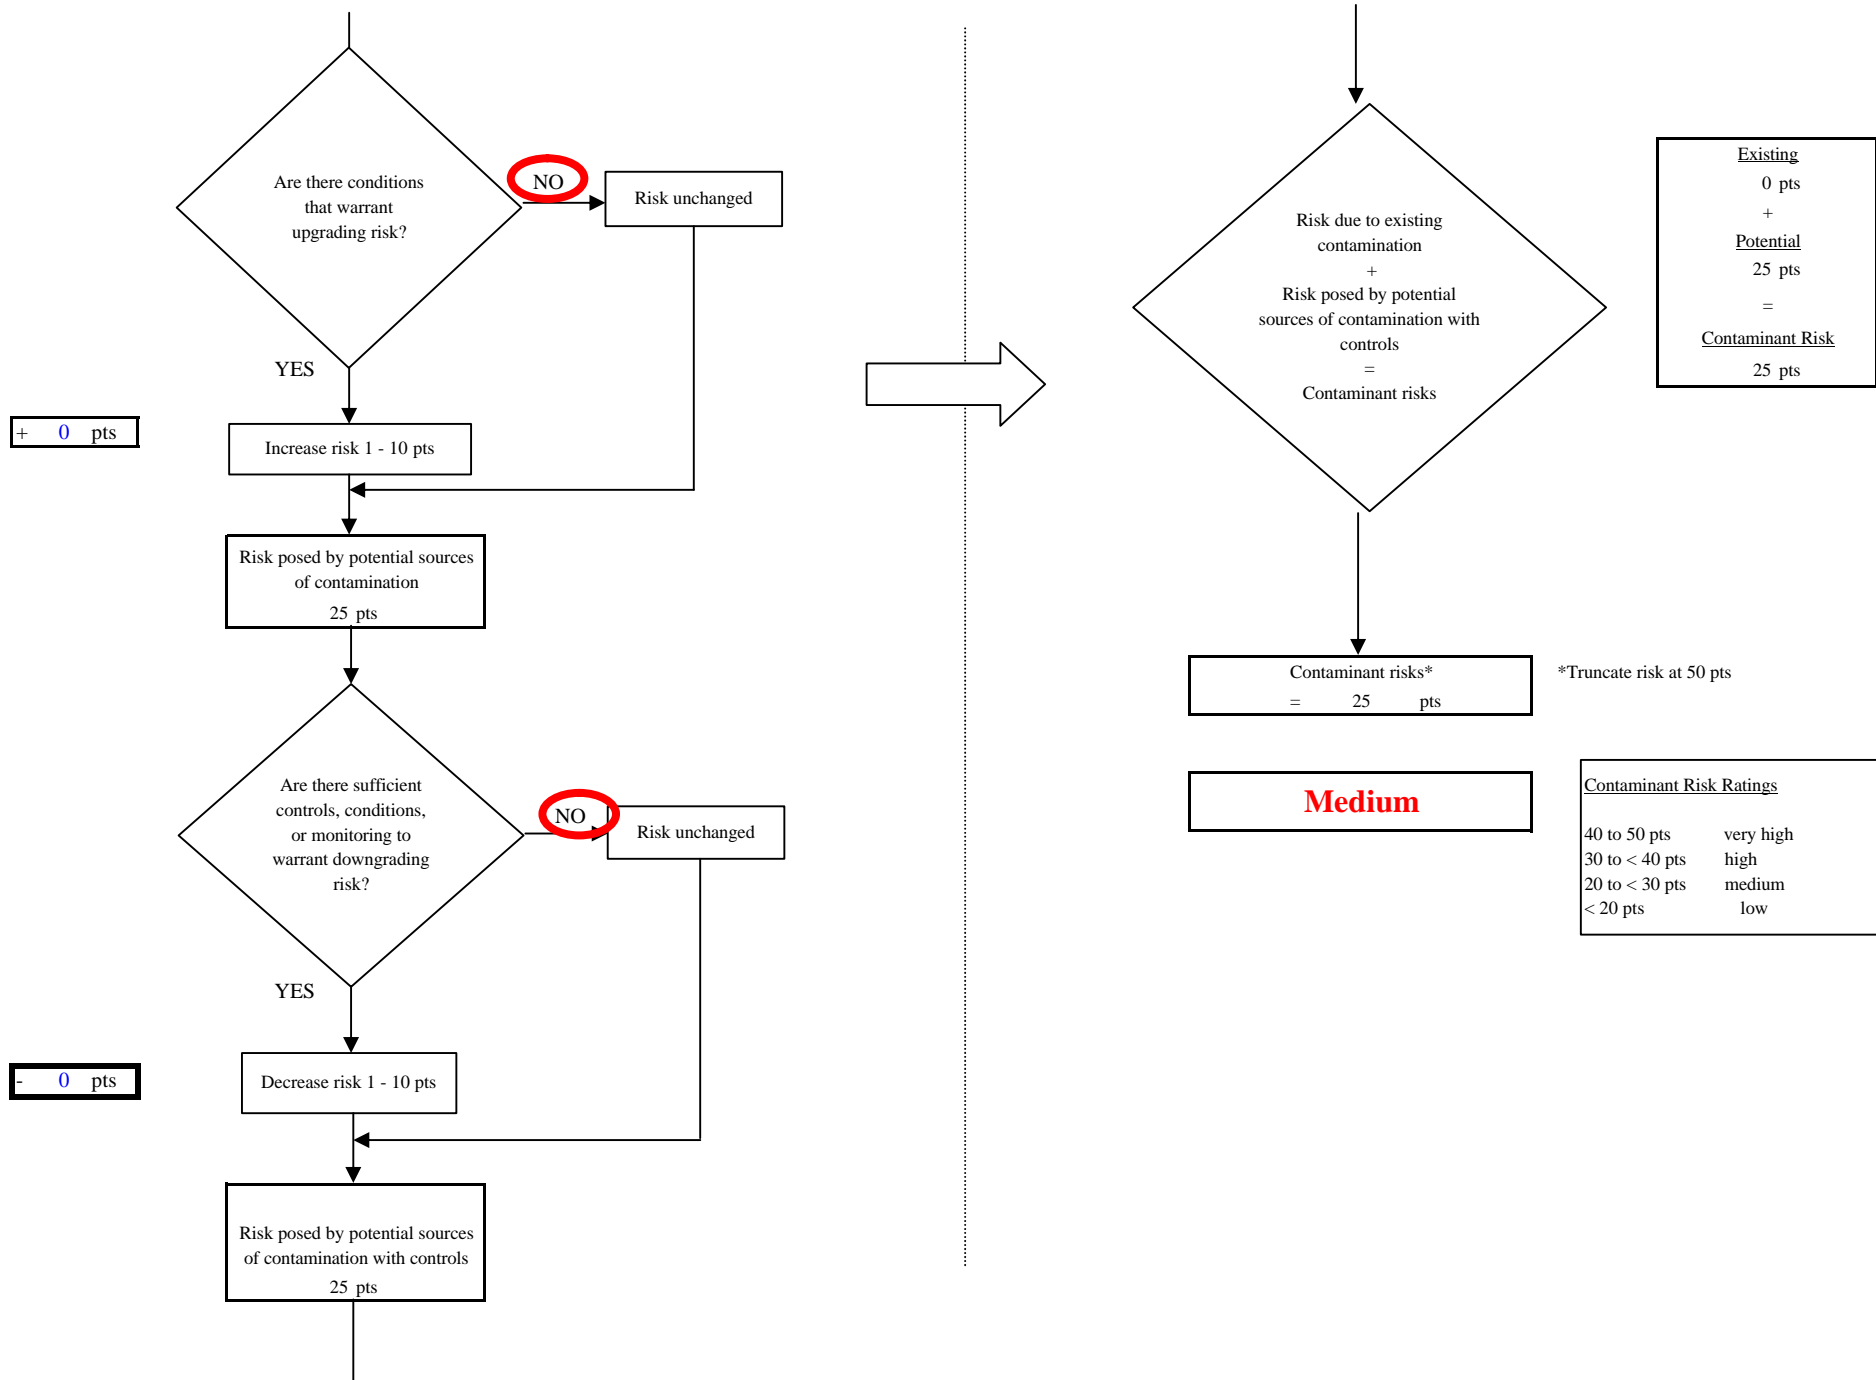 Are there conditions
that warrant
upgrading risk?
NO
Risk unchanged
YES
+ 0 pts
Increase risk 1 - 10 pts
Risk posed by potential sources
of contamination
25 pts
Are there sufficient
controls, conditions,
or monitoring to
warrant downgrading
risk?
NO
Risk unchanged
YES
- 0 pts
Decrease risk 1 - 10 pts
Risk posed by potential sources
of contamination with controls
25 pts
Risk due to existing
contamination
+
Risk posed by potential
sources of contamination with
controls
=
Contaminant risks
Existing
0 pts
+
Potential
25 pts
=
Contaminant Risk
25 pts
Contaminant risks*
= 25 pts
*Truncate risk at 50 pts
Medium
Contaminant Risk Ratings
40 to 50 pts very high
30 to < 40 pts high
20 to < 30 pts medium
< 20 pts low